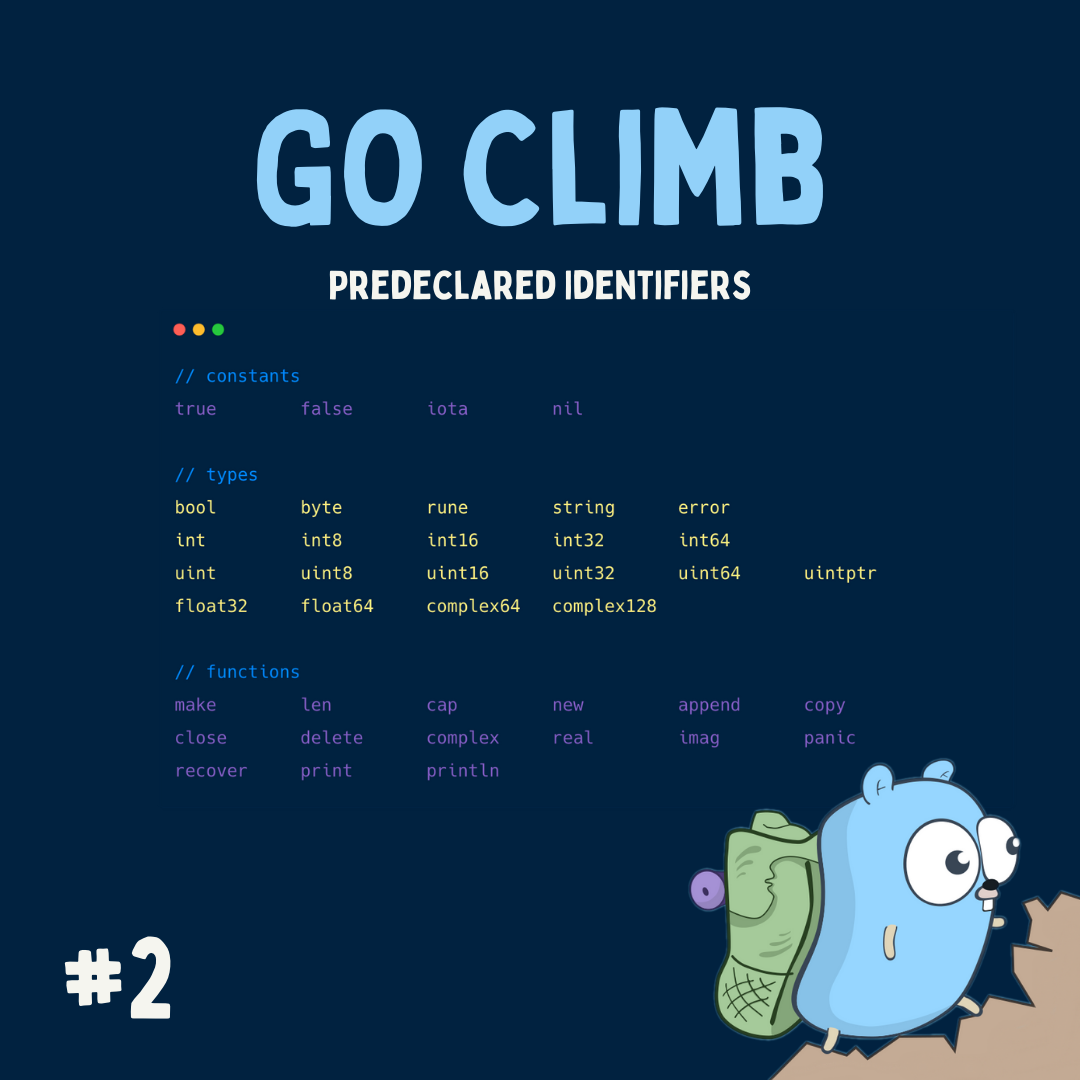 GO CLIMB
PREDECLARED IDENTIFIERS
// constants
true false iota nil
// types
bool byte rune string error
int int8 int16 int32 int64
uint uint8 uint16 uint32 uint64 uintptr
float32 float64 complex64 complex128
// functions
make len cap new append copy
close delete complex real imag panic
recover print println
#2